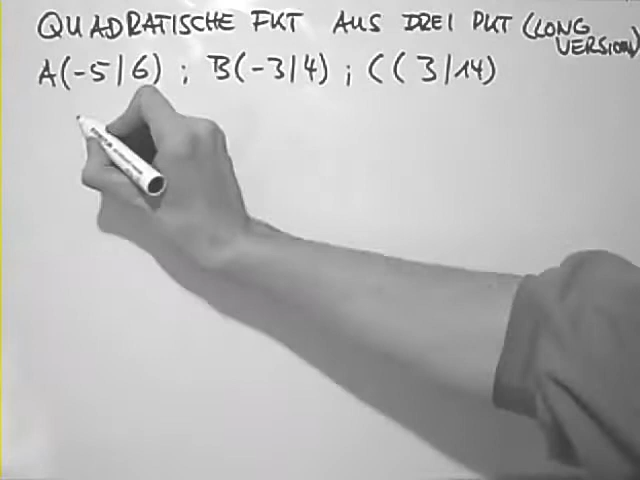 QUADRATISCHE FKT AUS DREI PKT (LONG VERSION)
A(-5|6) ; B(-3|4) ; C(3|14)